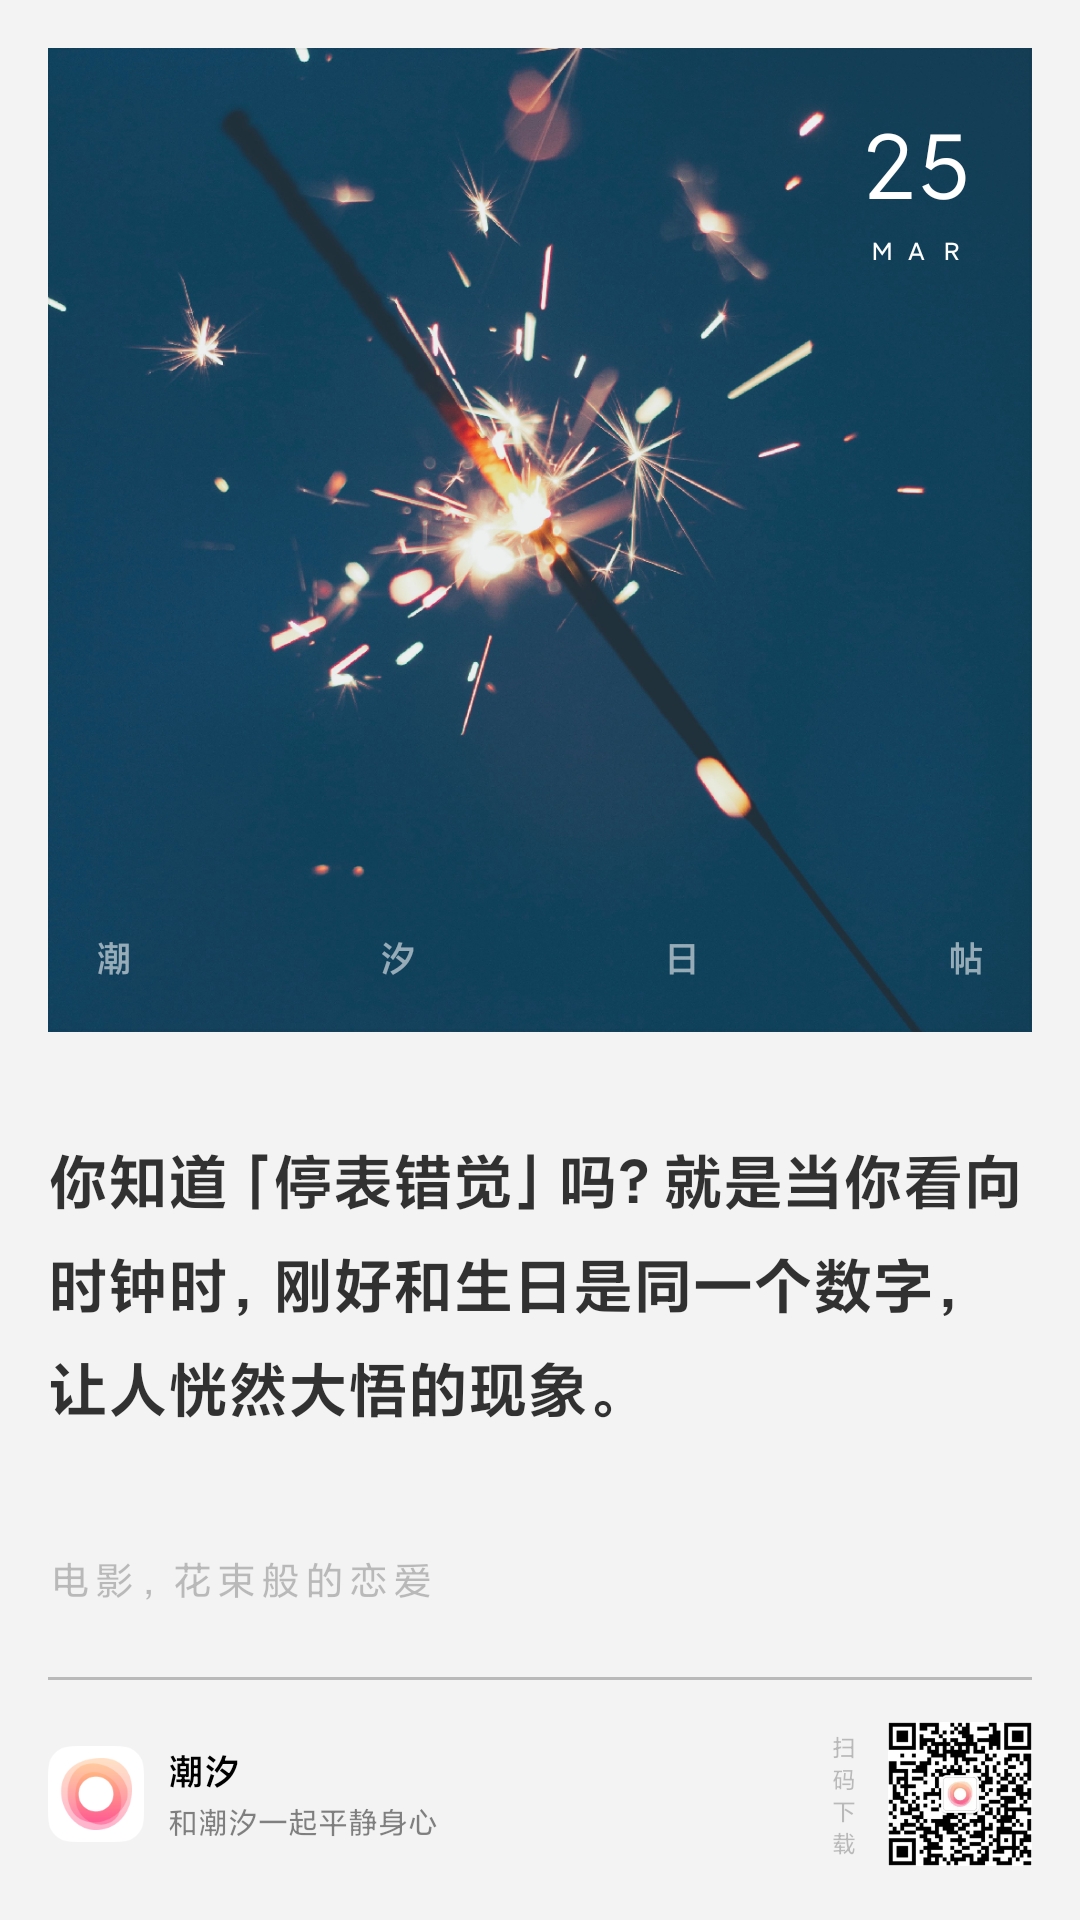 25
MAR
潮 汐 日 帖
你知道「停表错觉」吗? 就是当你看向
时钟时，刚好和生日是同一个数字，
让人恍然大悟的现象。
电影，花束般的恋爱
潮汐
和潮汐一起平静身心
扫码下载